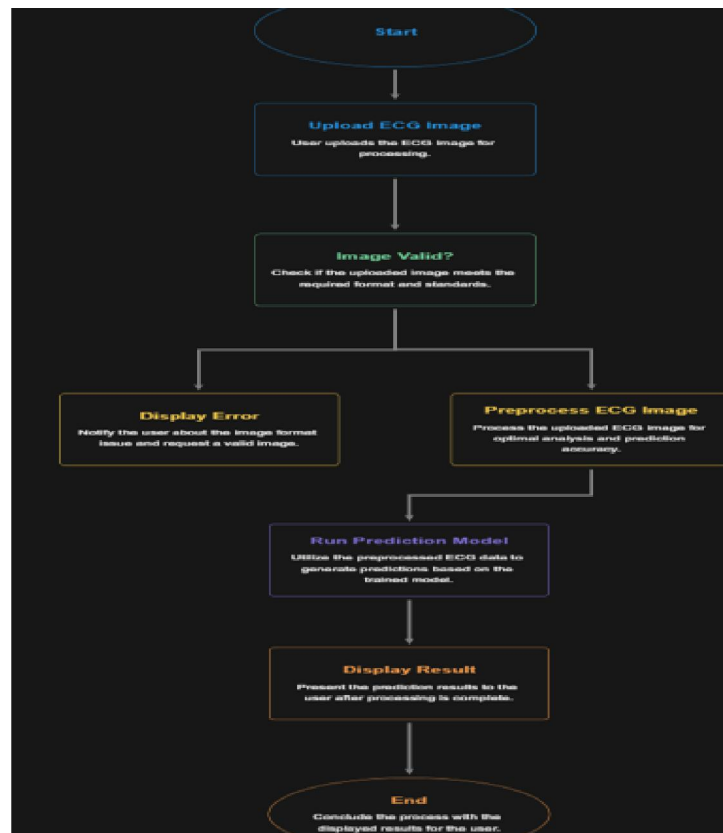 Start
Upload ECG Image
User uploads the ECG image for
processing.
Image Valid?
Check if the uploaded image meets the
required format and standards.
Display Error
Notify the user about the image format
issue and request a valid image.
Preprocess ECG Image
Process the uploaded ECG image for
optimal analysis and prediction
accuracy.
Run Prediction Model
Utilize the preprocessed ECG data to
generate predictions based on the
trained model.
Display Result
Present the prediction results to the
user after processing is complete.
End
Conclude the process with the
displayed results for the user.